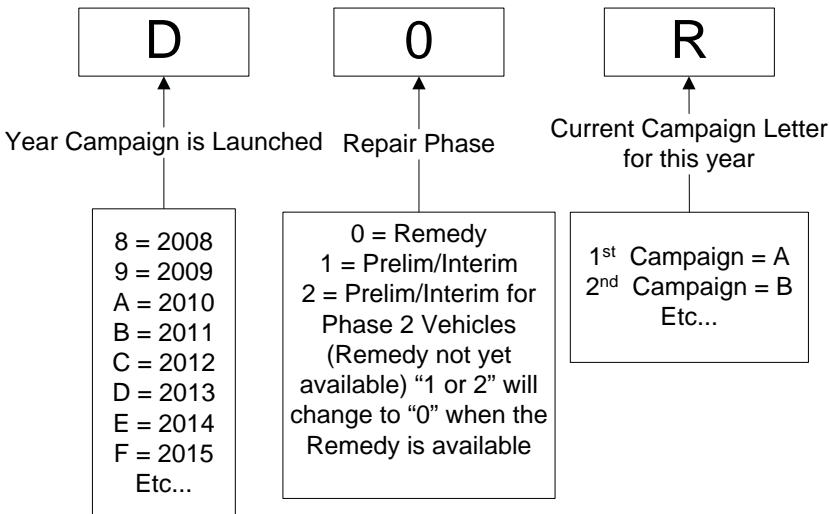 D
0
R
Year Campaign is Launched
Repair Phase
Current Campaign Letter
for this year
8 = 2008
9 = 2009
A = 2010
B = 2011
C = 2012
D = 2013
E = 2014
F = 2015
Etc...
0 = Remedy
1 = Prelim/Interim
2 = Prelim/Interim for
Phase 2 Vehicles
(Remedy not yet
available) “1 or 2” will
change to “0” when the
Remedy is available
1st Campaign = A
2nd Campaign = B
Etc...